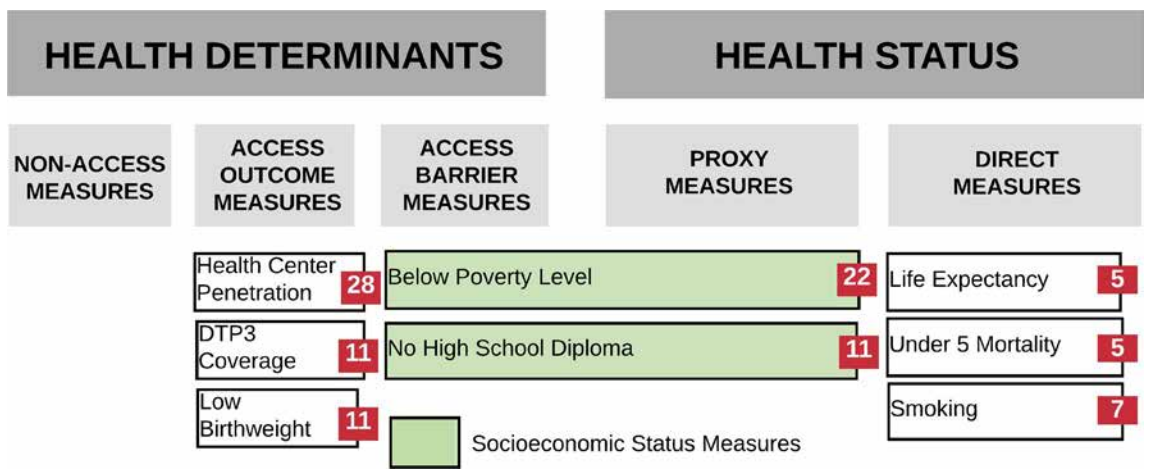 HEALTH DETERMINANTS
HEALTH STATUS
NON-ACCESS
MEASURES
ACCESS
OUTCOME
MEASURES
ACCESS
BARRIER
MEASURES
PROXY
MEASURES
DIRECT
MEASURES
Health Center
Penetration
28
DTP3
Coverage
11
Low
Birthweight
11
Below Poverty Level
22
No High School Diploma
11
Life Expectancy
5
Under 5 Mortality
5
Smoking
7
Socioeconomic Status Measures